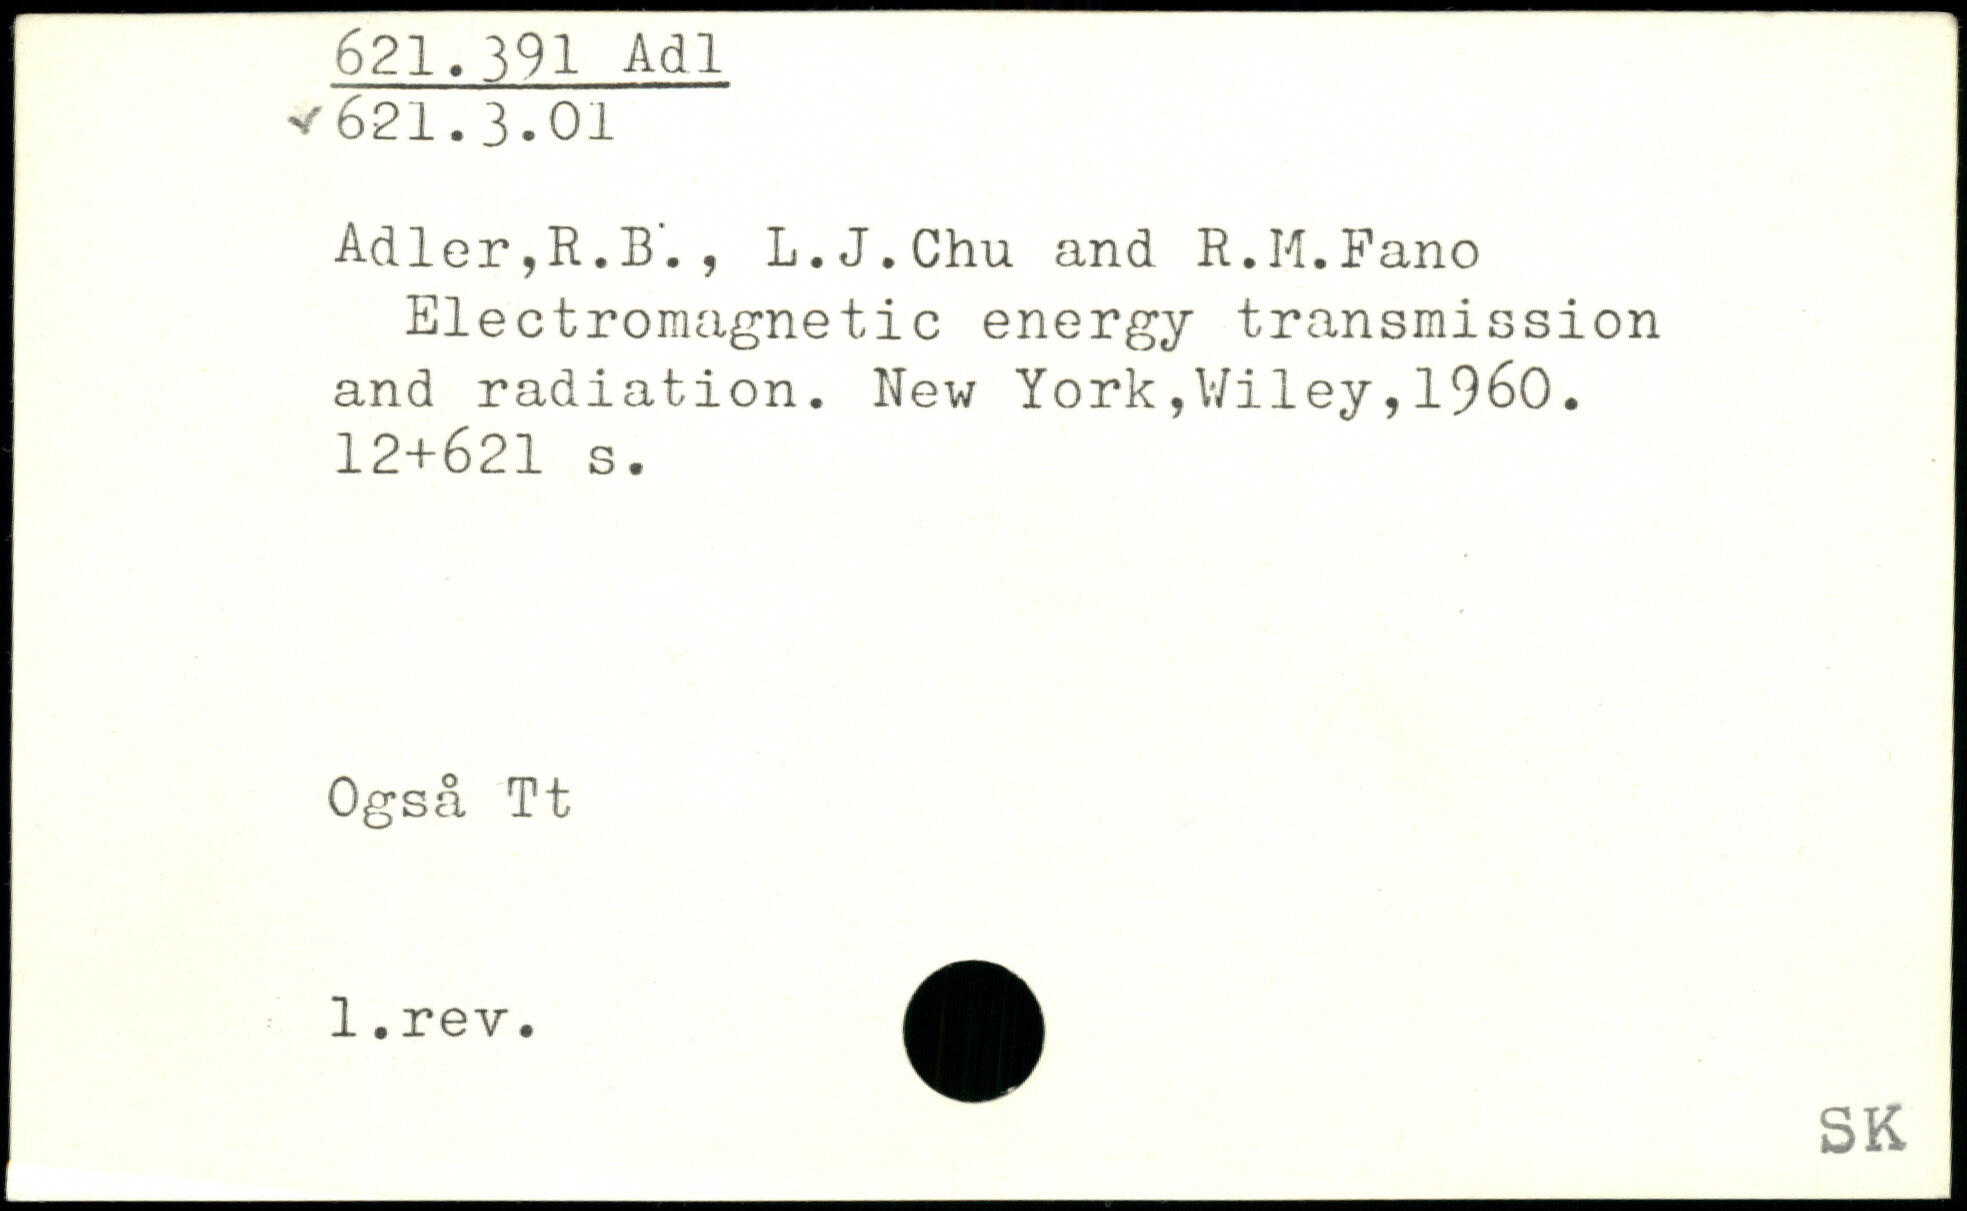 621.391 Adl
✓621.3.01
Adler,R.B., L.J.Chu and R.M.Fano
Electromagnetic energy transmission
and radiation. New York,Wiley,1960.
12+621 s.
Også Tt
1.rev.
SK